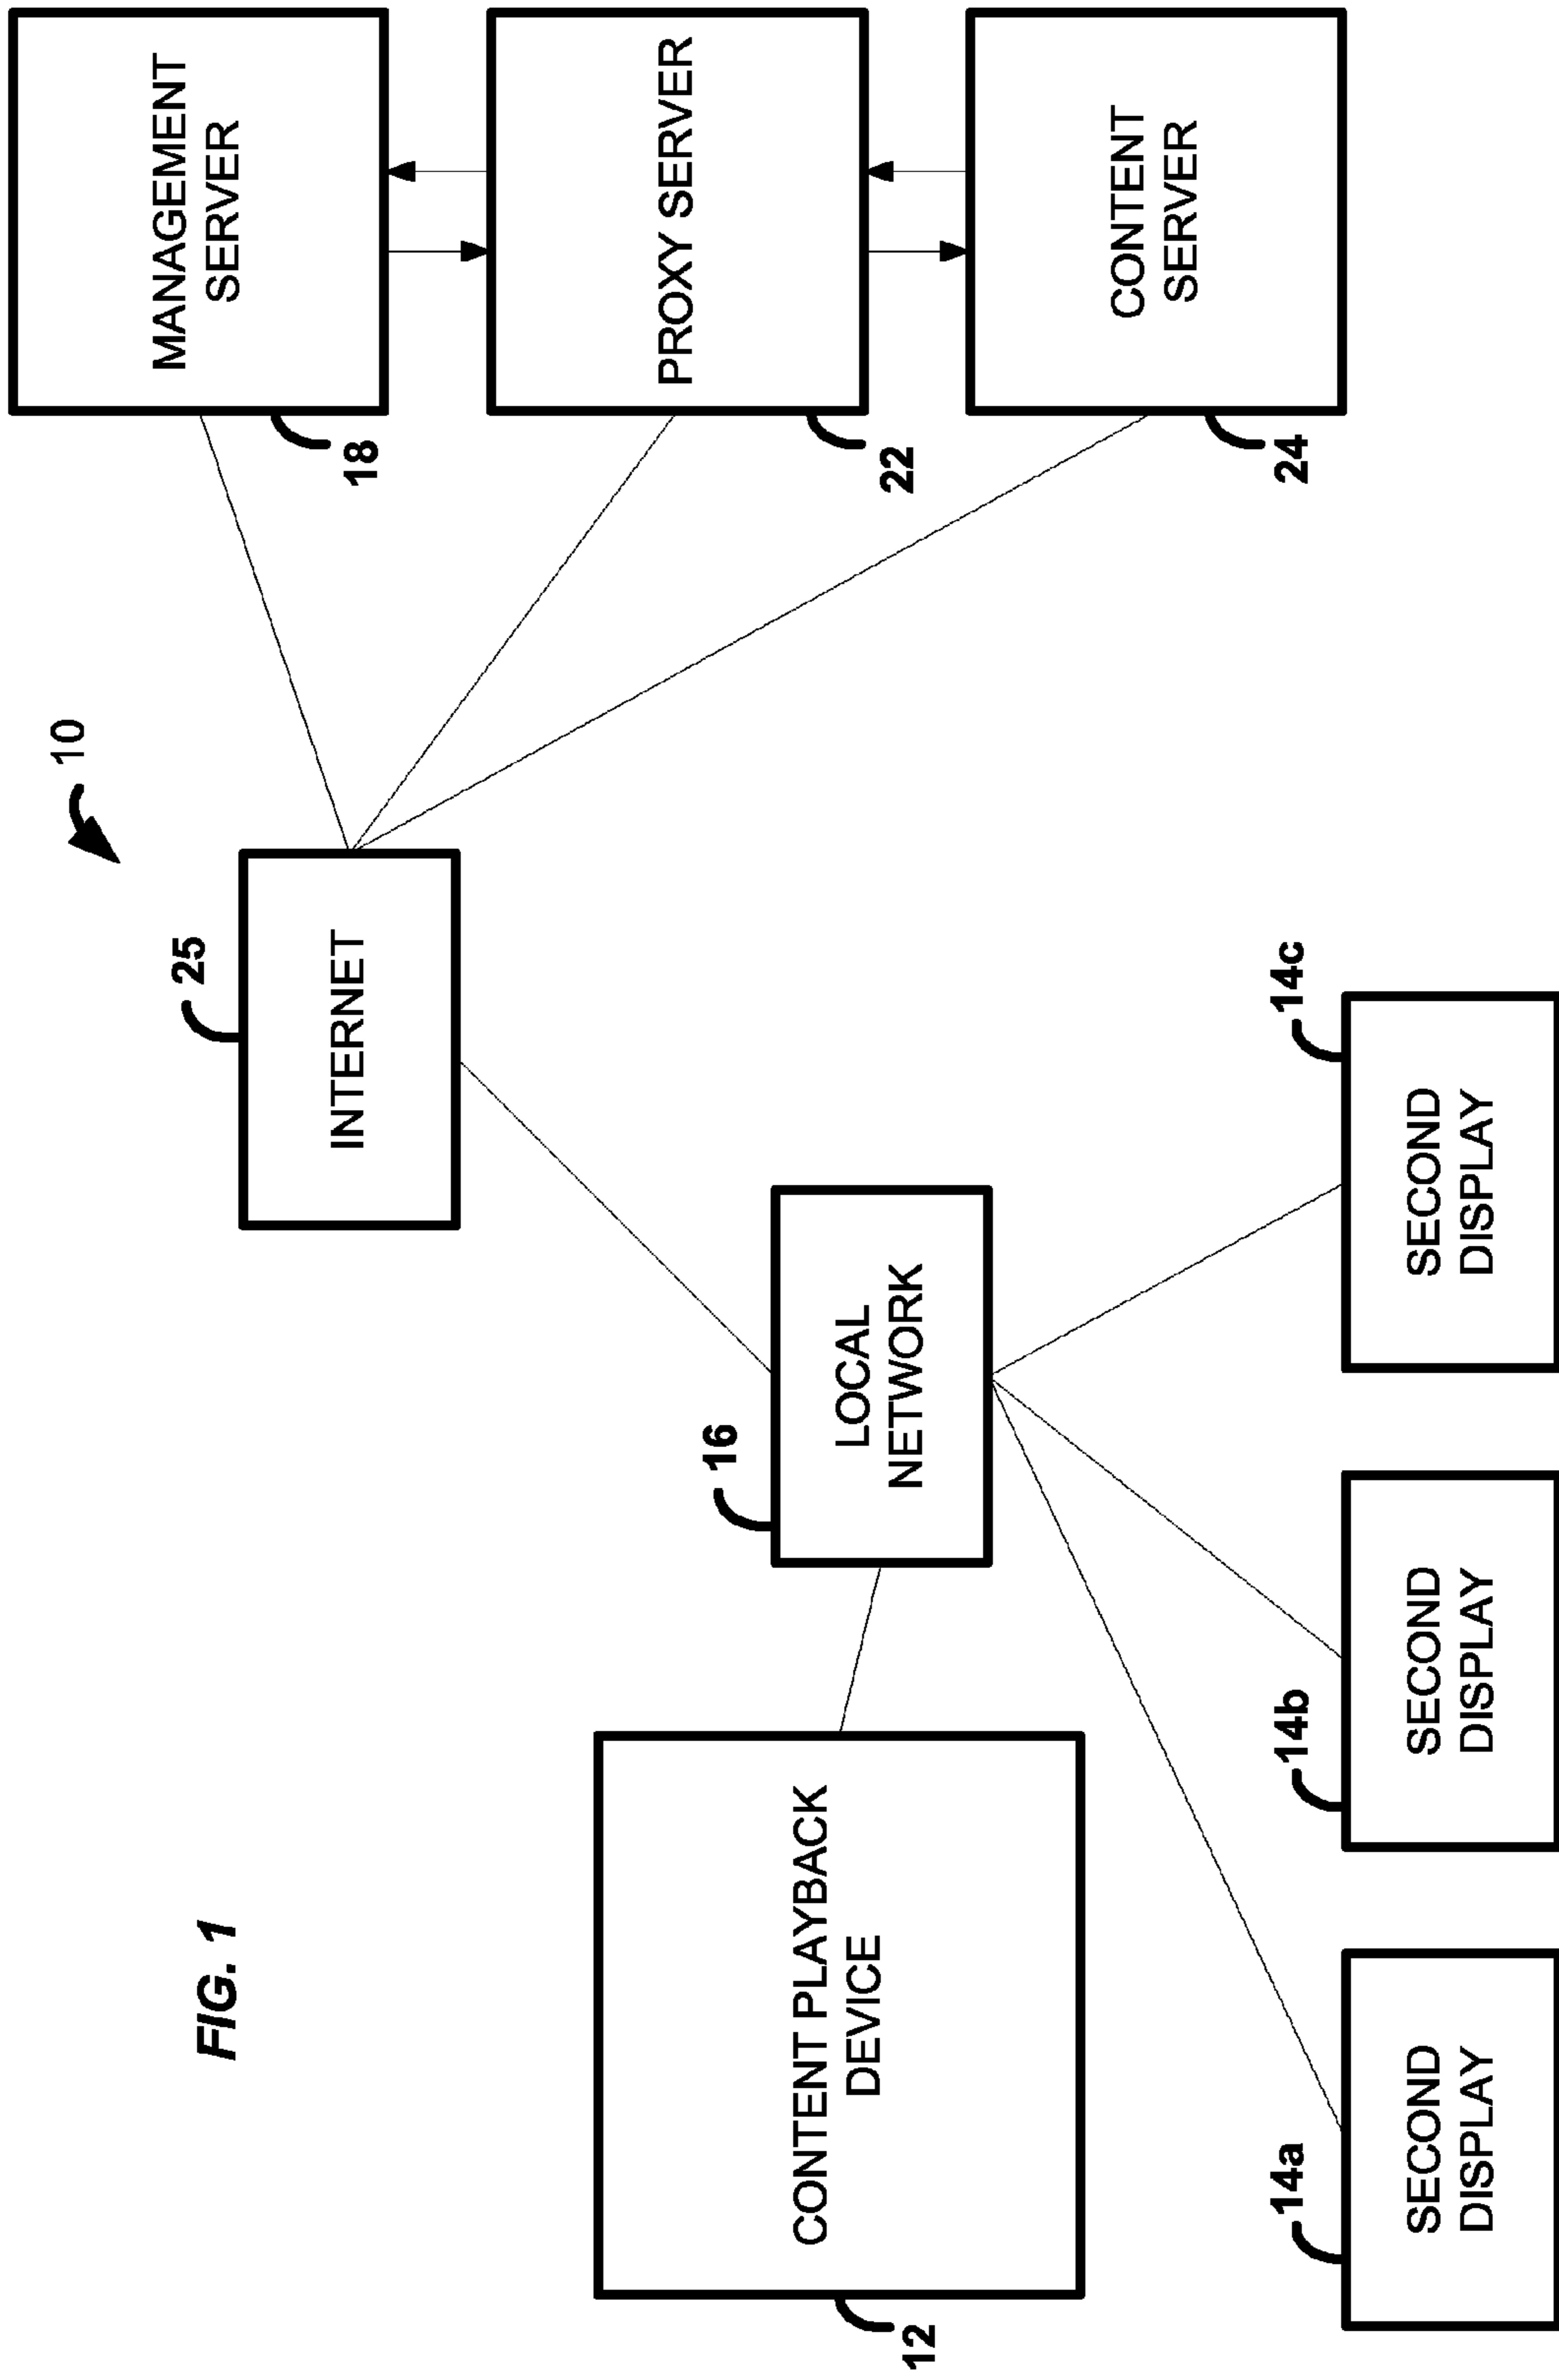 FIG. 1
10
25
INTERNET
MANAGEMENT
SERVER
18
PROXY SERVER
22
CONTENT
SERVER
24
16
LOCAL
NETWORK
CONTENT PLAYBACK
DEVICE
12
14a
SECOND
DISPLAY
14b
SECOND
DISPLAY
14c
SECOND
DISPLAY